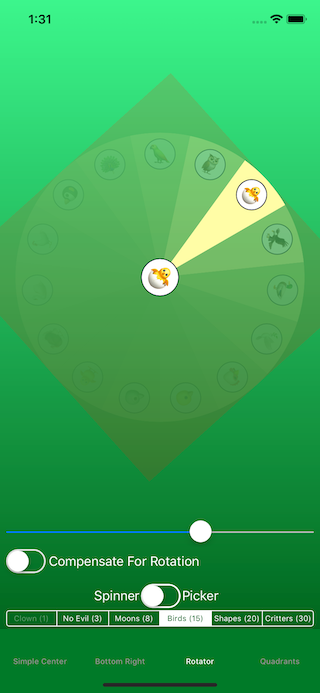 1:31
Compensate For Rotation
Spinner Picker
Clown (1) No Evil (3) Moons (8) Birds (15) Shapes (20) Critters (30)
Simple Center Bottom Right Rotator Quadrants